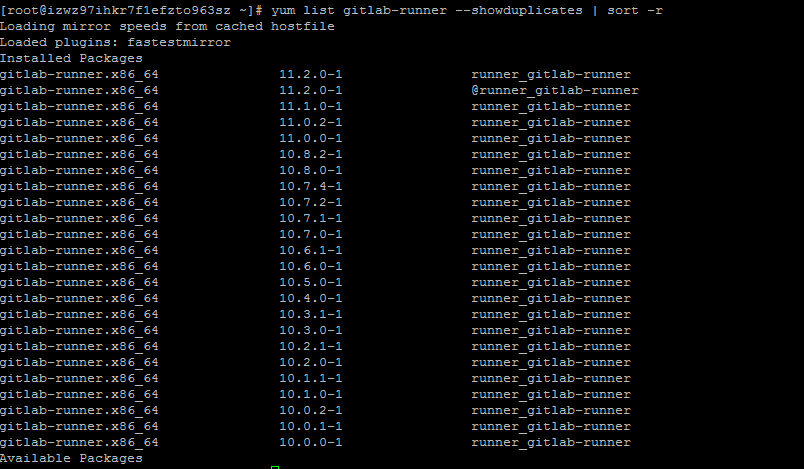 [root@izwz97ihkr7f1efzto963sz ~]# yum list gitlab-runner --showduplicates | sort -r
Loading mirror speeds from cached hostfile
Loaded plugins: fastestmirror
Installed Packages
gitlab-runner.x86_64 11.2.0-1 runner_gitlab-runner
gitlab-runner.x86_64 11.2.0-1 @runner_gitlab-runner
gitlab-runner.x86_64 11.1.0-1 runner_gitlab-runner
gitlab-runner.x86_64 11.0.2-1 runner_gitlab-runner
gitlab-runner.x86_64 11.0.0-1 runner_gitlab-runner
gitlab-runner.x86_64 10.8.2-1 runner_gitlab-runner
gitlab-runner.x86_64 10.8.0-1 runner_gitlab-runner
gitlab-runner.x86_64 10.7.4-1 runner_gitlab-runner
gitlab-runner.x86_64 10.7.2-1 runner_gitlab-runner
gitlab-runner.x86_64 10.7.1-1 runner_gitlab-runner
gitlab-runner.x86_64 10.7.0-1 runner_gitlab-runner
gitlab-runner.x86_64 10.6.1-1 runner_gitlab-runner
gitlab-runner.x86_64 10.6.0-1 runner_gitlab-runner
gitlab-runner.x86_64 10.5.0-1 runner_gitlab-runner
gitlab-runner.x86_64 10.4.0-1 runner_gitlab-runner
gitlab-runner.x86_64 10.3.1-1 runner_gitlab-runner
gitlab-runner.x86_64 10.3.0-1 runner_gitlab-runner
gitlab-runner.x86_64 10.2.1-1 runner_gitlab-runner
gitlab-runner.x86_64 10.2.0-1 runner_gitlab-runner
gitlab-runner.x86_64 10.1.1-1 runner_gitlab-runner
gitlab-runner.x86_64 10.1.0-1 runner_gitlab-runner
gitlab-runner.x86_64 10.0.2-1 runner_gitlab-runner
gitlab-runner.x86_64 10.0.1-1 runner_gitlab-runner
gitlab-runner.x86_64 10.0.0-1 runner_gitlab-runner
Available Packages